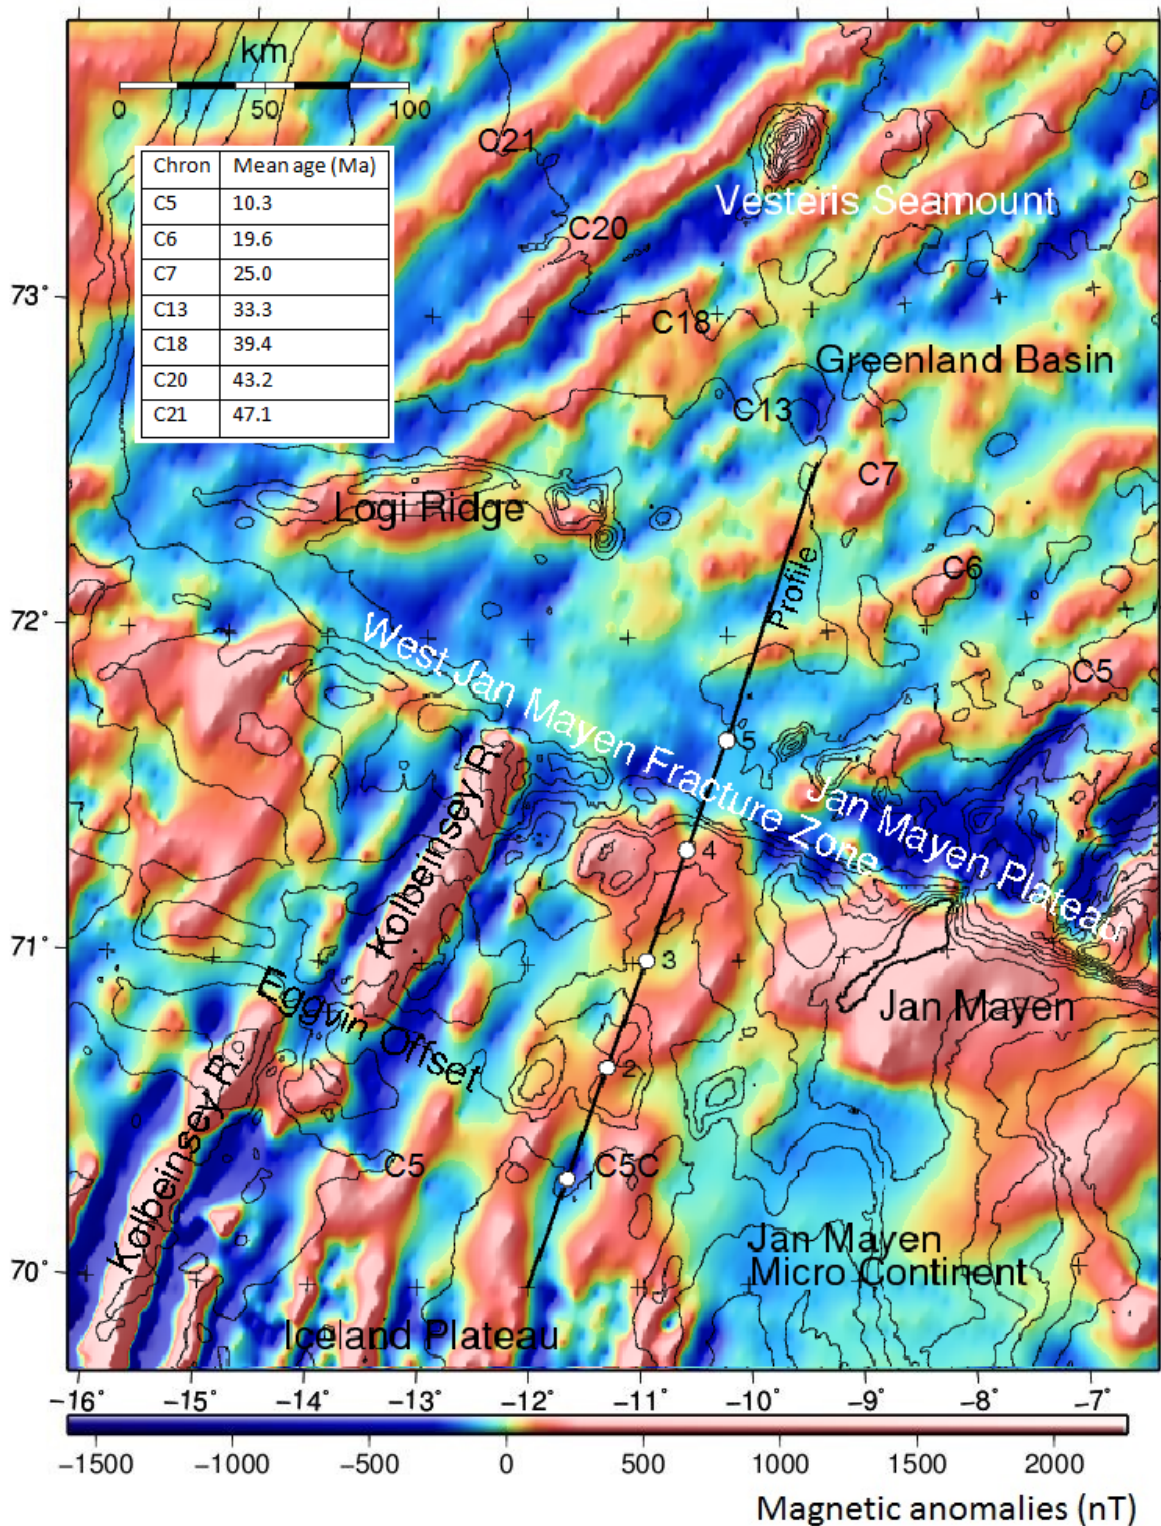 km
0 50 100
Chron Mean age (Ma)
C5 10.3
C6 19.6
C7 25.0
C13 33.3
C18 39.4
C20 43.2
C21 47.1
C21
Vesteris Seamount
C20
73°
C18
Greenland Basin
C13
C7
Logi Ridge
C6
Profile
72°
West Jan Mayen Fracture Zone
C5
5
Kolbeinsey R.
Jan Mayen Plateau
4
71°
3
Jan Mayen
Eggvin Offset
2
Kolbeinsey R.
C5
1
C5C
Jan Mayen
Micro Continent
70°
Iceland Plateau
−16° −15° −14° −13° −12° −11° −10° −9° −8° −7°
−1500 −1000 −500 0 500 1000 1500 2000
Magnetic anomalies (nT)